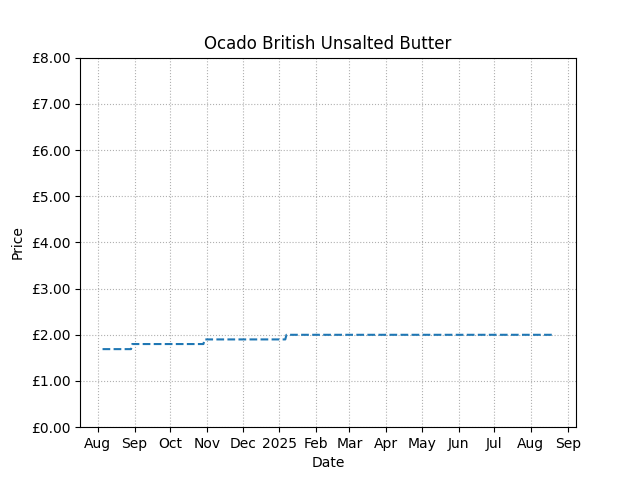 Ocado British Unsalted Butter
£8.00
£7.00
£6.00
£5.00
£4.00
£3.00
£2.00
£1.00
£0.00
Price
Aug Sep Oct Nov Dec 2025 Feb Mar Apr May Jun Jul Aug Sep
Date